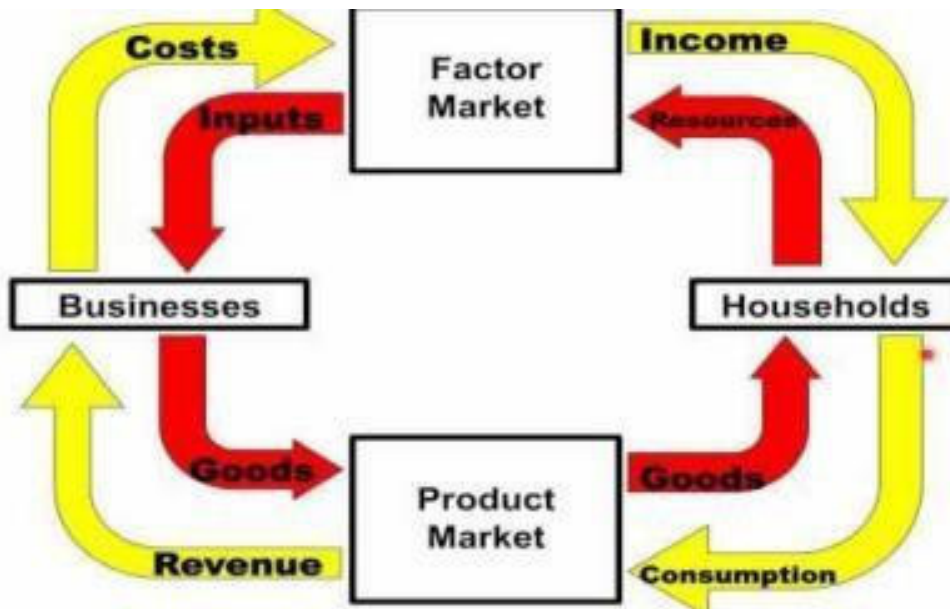 Costs
Factor
Market
Income
Inputs
Resources
Businesses
Households
Goods
Product
Market
Goods
Revenue
Consumption